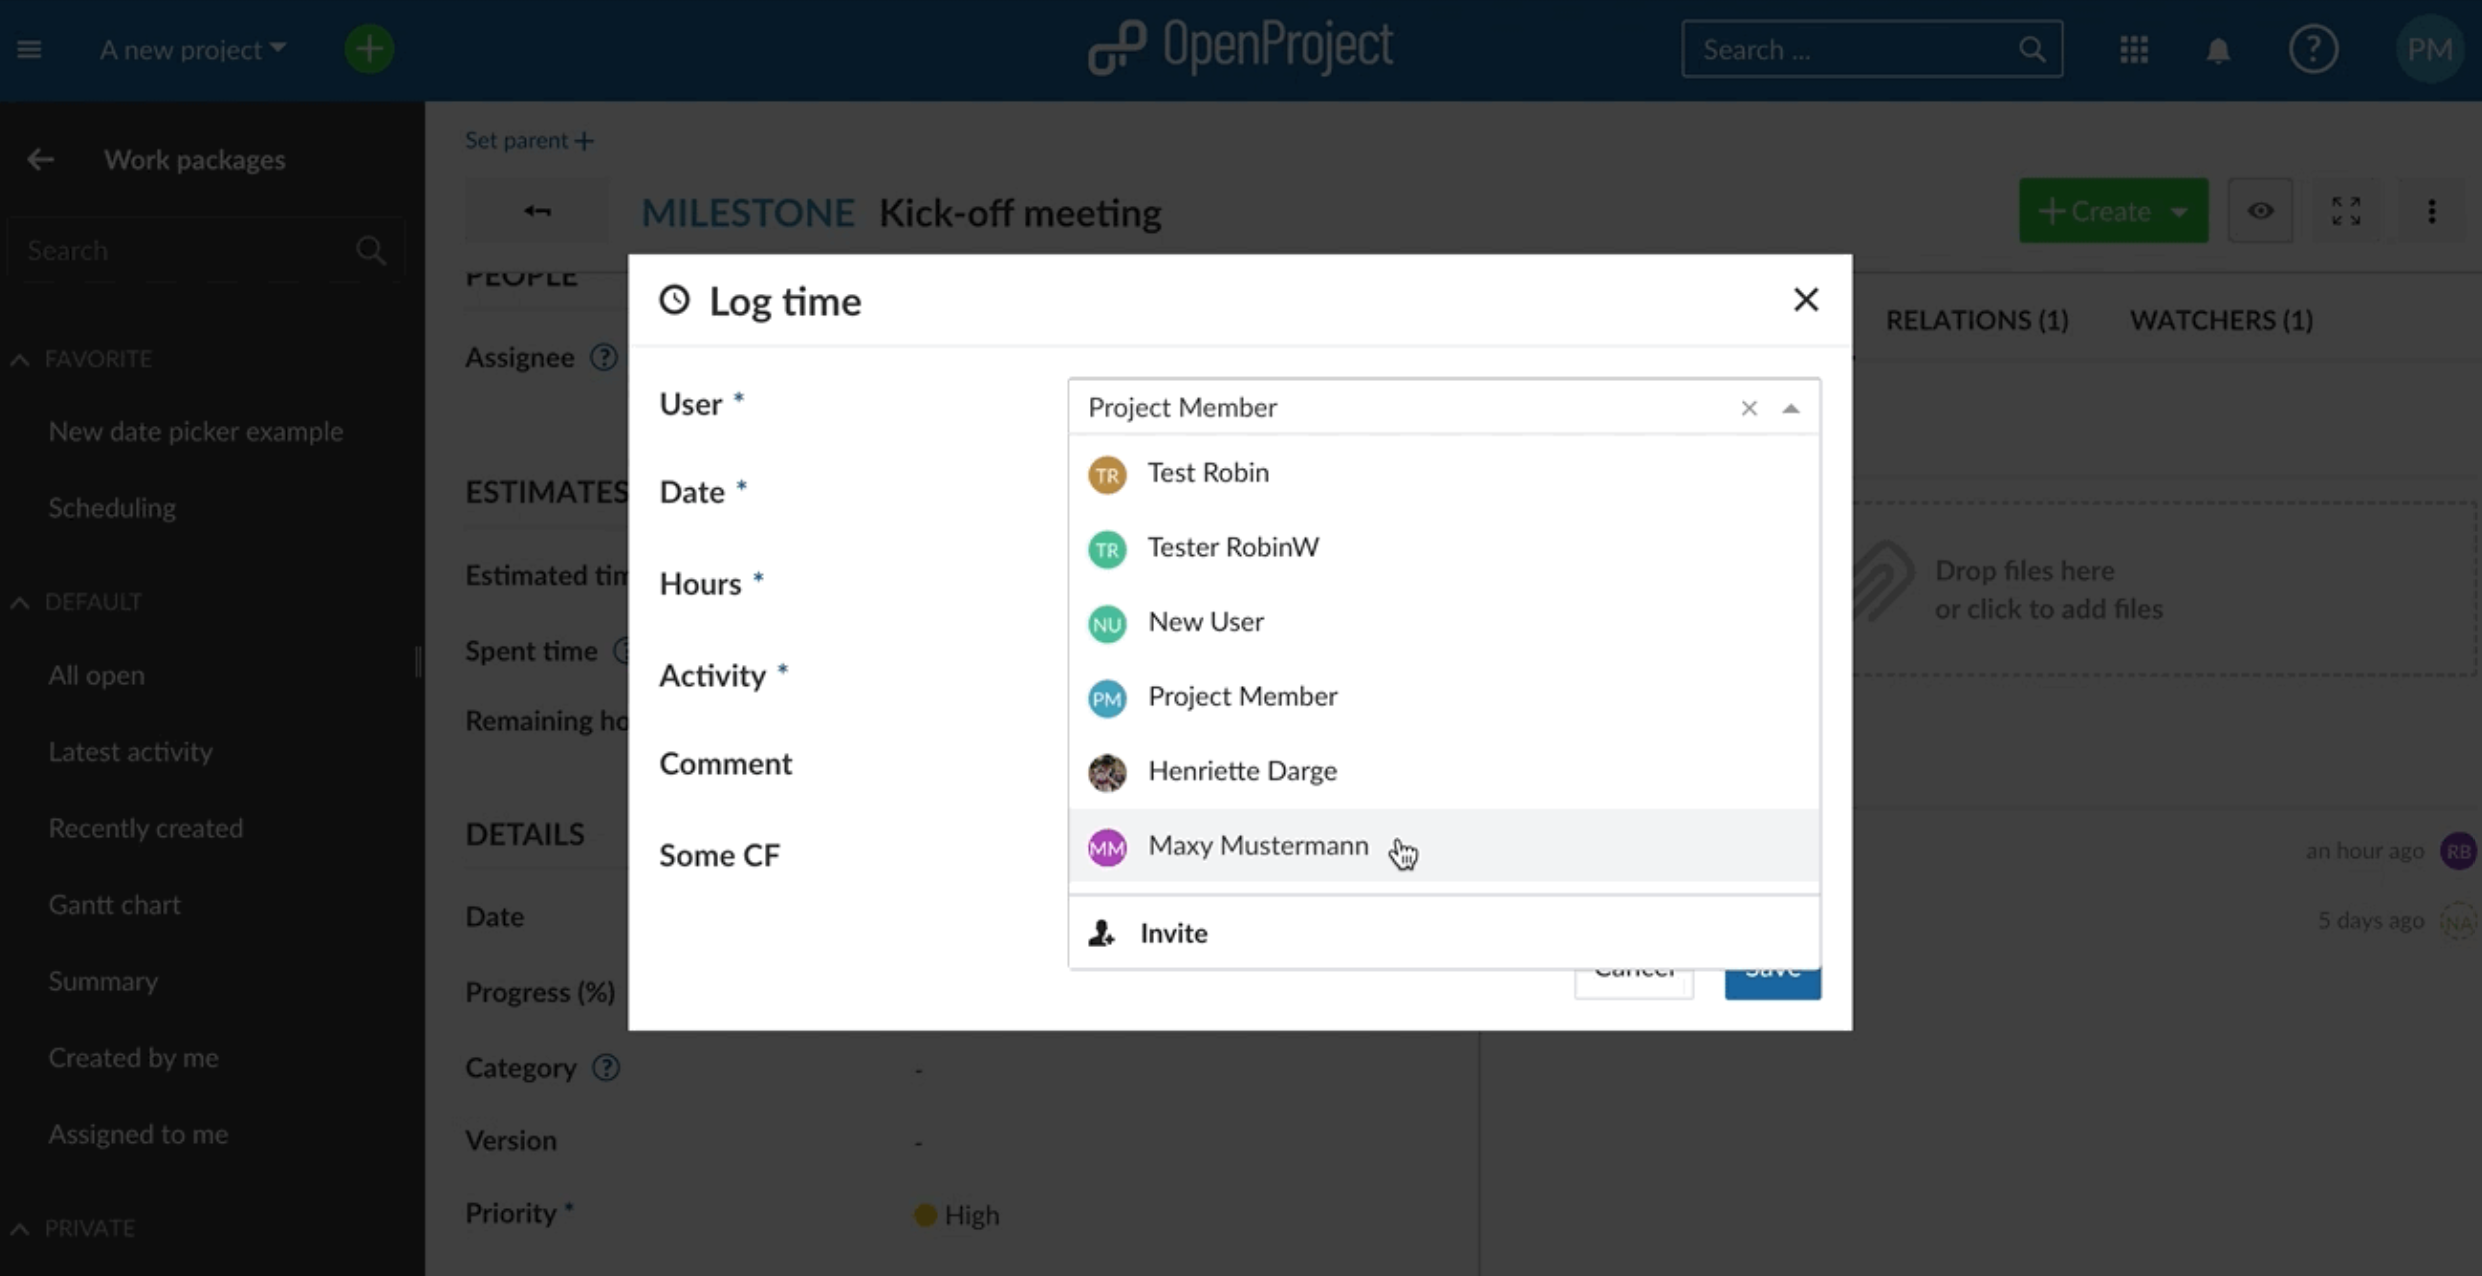 A new project
OpenProject
Search ...
PM
Work packages
Search
FAVORITE
New date picker example
Scheduling
DEFAULT
All open
Latest activity
Recently created
Gantt chart
Summary
Created by me
Assigned to me
PRIVATE
Set parent +
MILESTONE Kick-off meeting
+ Create
PEOPLE
Assignee ?
ESTIMATES
Estimated tim
Spent time
Remaining ho
DETAILS
Date
Progress (%)
Category ? -
Version -
Priority * High
RELATIONS (1) WATCHERS (1)
Drop files here
or click to add files
an hour ago RB
5 days ago NA
Log time
User *
Date *
Hours *
Activity *
Comment
Some CF
Project Member
TR Test Robin
TR Tester RobinW
NU New User
PM Project Member
Henriette Darge
MM Maxy Mustermann
Invite
Cancel Save